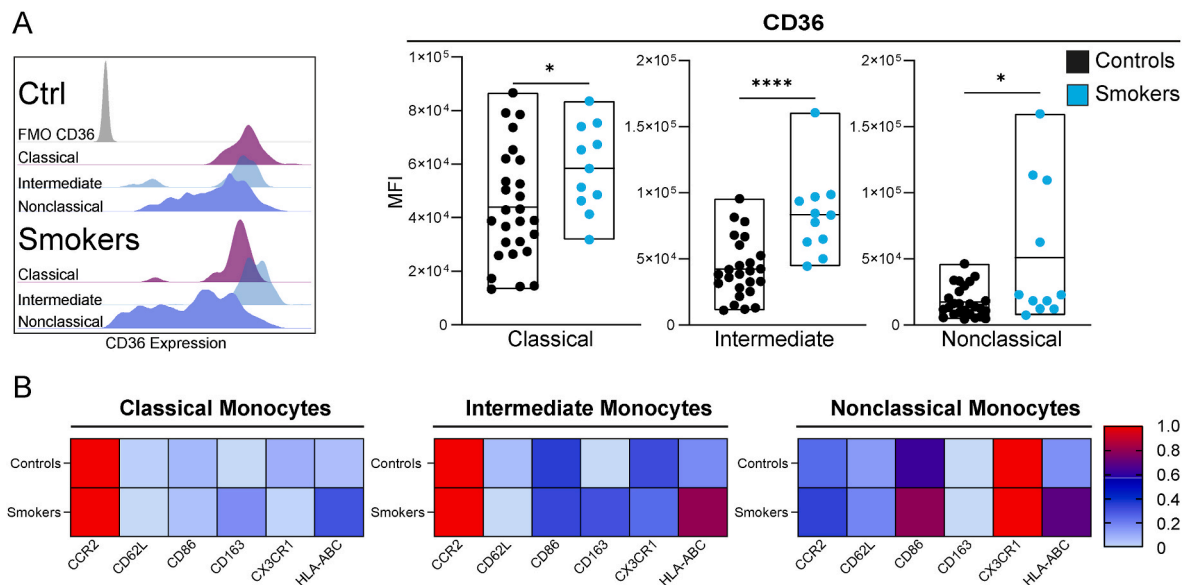 A
Ctrl
FMO CD36
Classical
Intermediate
Nonclassical
Smokers
Classical
Intermediate
Nonclassical
CD36 Expression
CD36
Controls
Smokers
MFI
1×10⁵
8×10⁴
6×10⁴
4×10⁴
2×10⁴
0
*
Classical
2×10⁵
1.5×10⁵
1×10⁵
5×10⁴
0
****
Intermediate
2×10⁵
1.5×10⁵
1×10⁵
5×10⁴
0
*
Nonclassical
B
Classical Monocytes
Controls
Smokers
CCR2 CD62L CD86 CD163 CX3CR1 HLA-ABC
Intermediate Monocytes
Controls
Smokers
CCR2 CD62L CD86 CD163 CX3CR1 HLA-ABC
Nonclassical Monocytes
Controls
Smokers
CCR2 CD62L CD86 CD163 CX3CR1 HLA-ABC
1.0
0.8
0.6
0.4
0.2
0